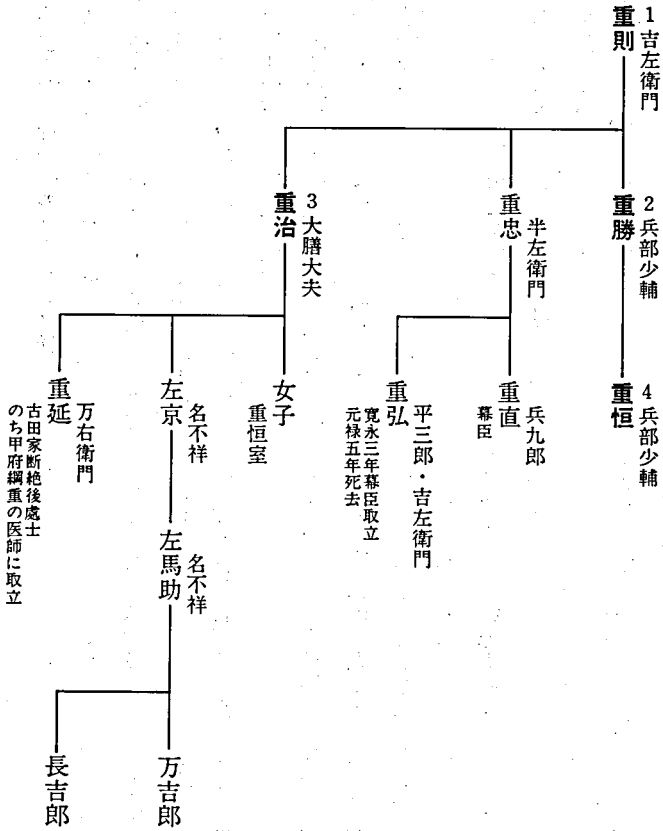 1 吉左衛門
重則
2 兵部少輔
重勝
半左衛門
重忠
3 大膳大夫
重治
4 兵部少輔
重恒
兵九郎
重直
幕臣
平三郎・吉左衛門
重弘
寛永三年幕臣取立
元禄五年死去
女子
重恒室
名不祥
左京
万右衛門
重延
古田家断絶後處士
のち甲府綱重の医師に取立
名不祥
左馬助
万吉郎
長吉郎